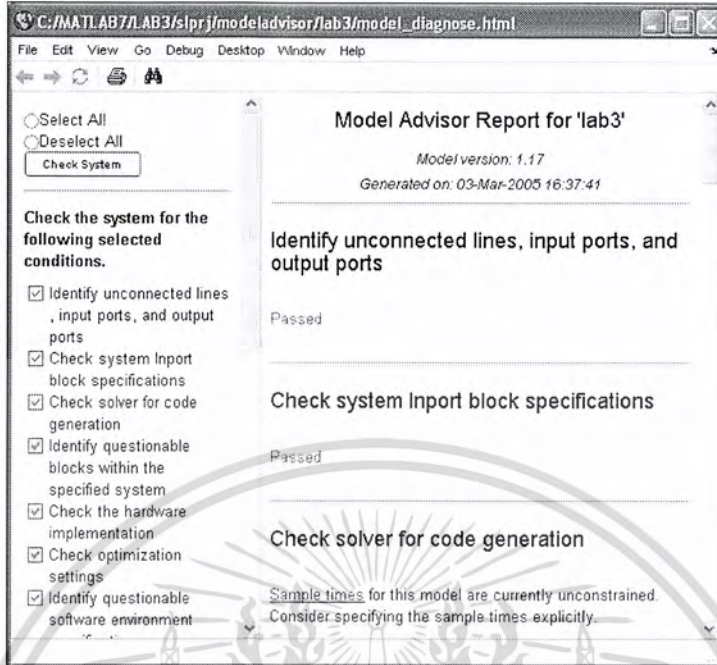 C:/MATLAB7/LAB3/slprj/modeladvisor/lab3/model_diagnose.html
File Edit View Go Debug Desktop Window Help
Select All
Deselect All
Check System
Check the system for the
following selected
conditions.
Identify unconnected lines
, input ports, and output
ports
Check system Inport
block specifications
Check solver for code
generation
Identify questionable
blocks within the
specified system
Check the hardware
implementation
Check optimization
settings
Identify questionable
software environment
Model Advisor Report for 'lab3'
Model version: 1.17
Generated on: 03-Mar-2005 16:37:41
Identify unconnected lines, input ports, and
output ports
Passed
Check system Inport block specifications
Passed
Check solver for code generation
Sample times for this model are currently unconstrained.
Consider specifying the sample times explicitly.